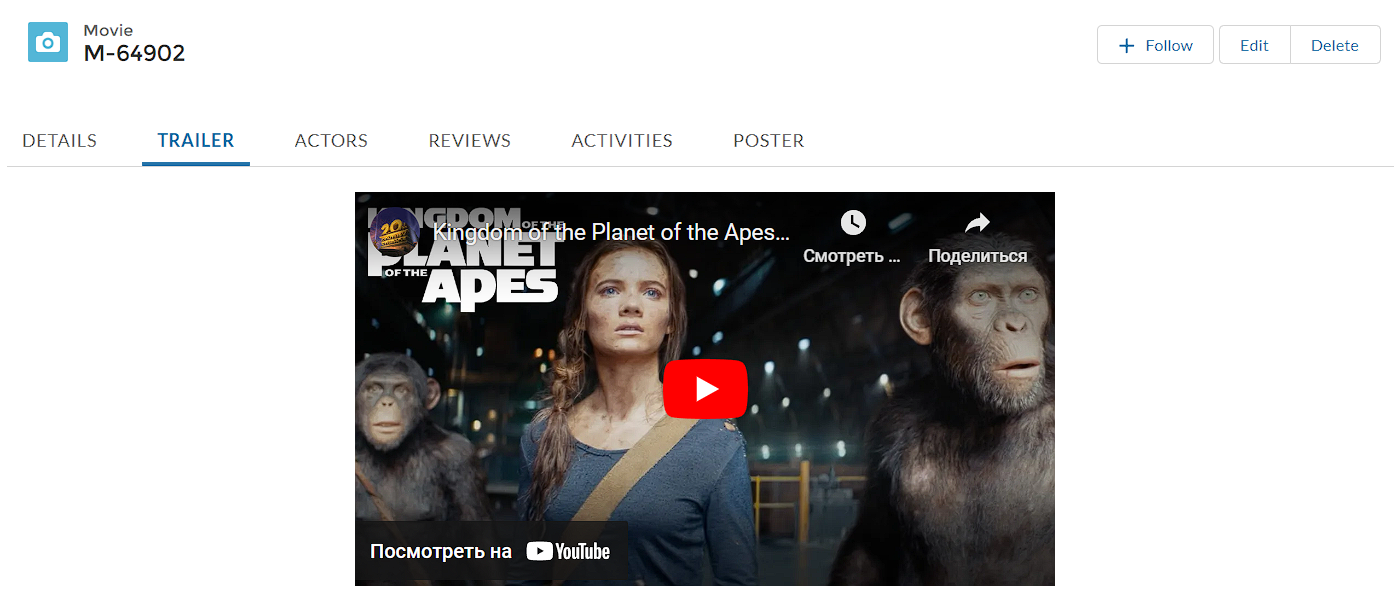 Movie
M-64902
Follow
Edit
Delete
DETAILS
TRAILER
ACTORS
REVIEWS
ACTIVITIES
POSTER
KINGDOM OF THE
PLANET
OF THE
APES
Kingdom of the Planet of the Apes...
Смотреть ...
Поделиться
Посмотреть на YouTube